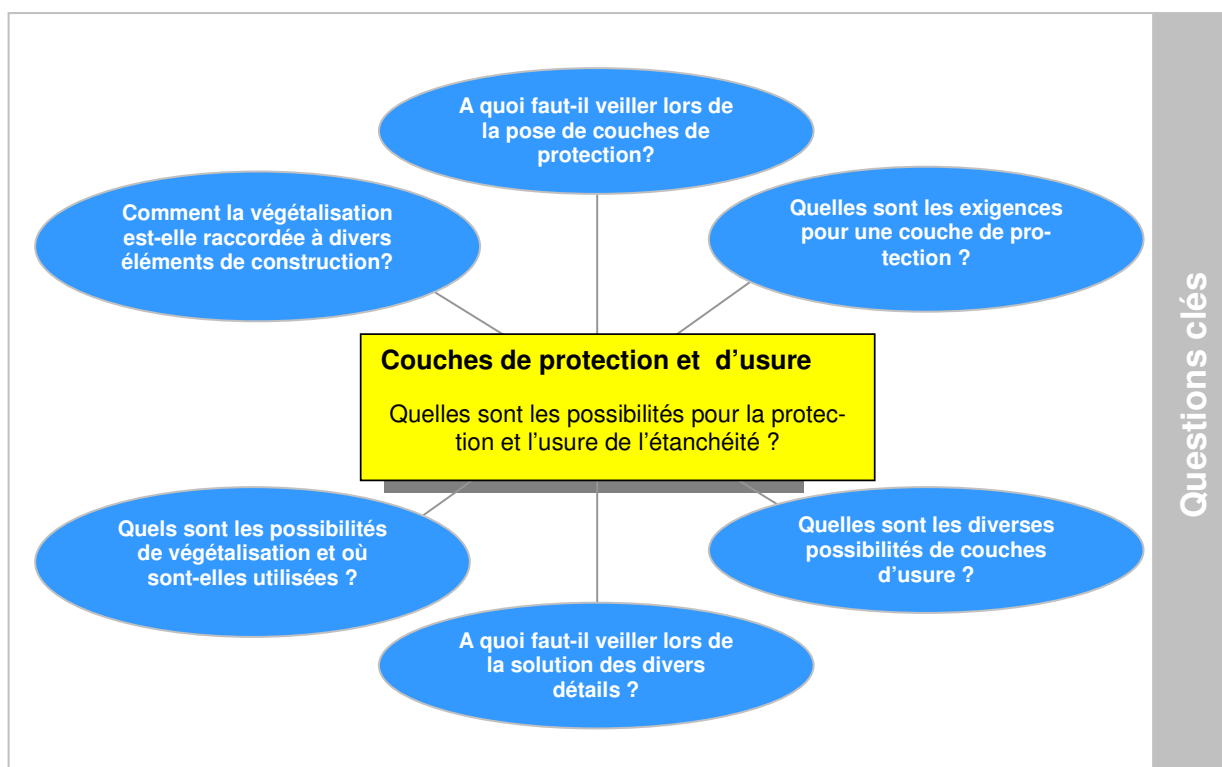 A quoi faut-il veiller lors de
la pose de couches de
protection?
Comment la végétalisation
est-elle raccordée à divers
éléments de construction?
Quelles sont les exigences
pour une couche de pro-
tection ?
Couches de protection et  d’usure
Quelles sont les possibilités pour la protec-
tion et l’usure de l’étanchéité ?
Quels sont les possibilités
de végétalisation et où
sont-elles utilisées ?
Quelles sont les diverses
possibilités de couches
d’usure ?
A quoi faut-il veiller lors de
la solution des divers
détails ?
Questions clés